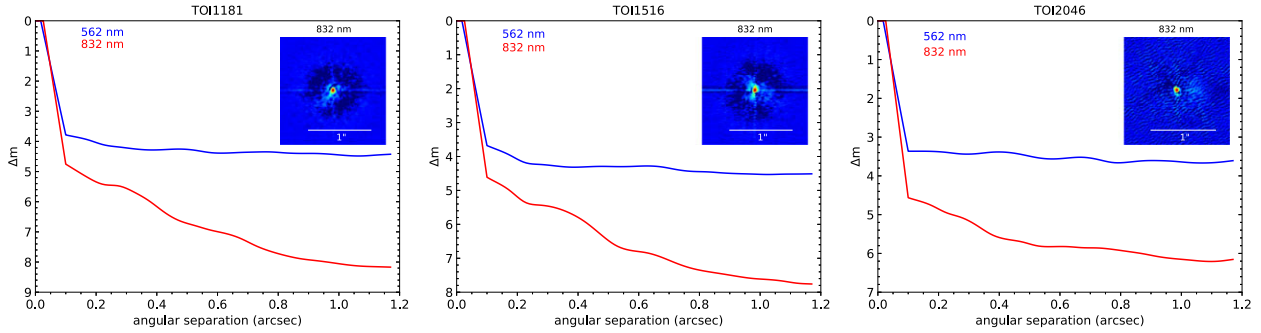 TOI1181
562 nm
832 nm
832 nm
1"
0
1
2
3
4
5
6
7
8
9
Δm
0.0 0.2 0.4 0.6 0.8 1.0 1.2
angular separation (arcsec)
TOI1516
562 nm
832 nm
832 nm
1"
0
1
2
3
4
5
6
7
8
Δm
0.0 0.2 0.4 0.6 0.8 1.0 1.2
angular separation (arcsec)
TOI2046
562 nm
832 nm
832 nm
1"
0
1
2
3
4
5
6
7
Δm
0.0 0.2 0.4 0.6 0.8 1.0 1.2
angular separation (arcsec)